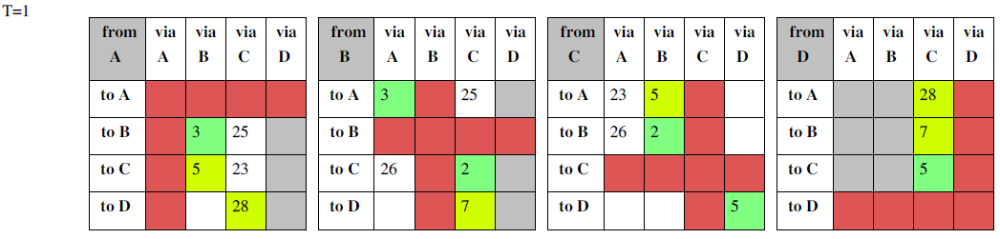 T=1
from A via A via B via C via D
to A
to B 3 25
to C 5 23
to D 28
from B via A via B via C via D
to A 3 25
to B
to C 26 2
to D 7
from C via A via B via C via D
to A 23 5
to B 26 2
to C
to D 5
from D via A via B via C via D
to A 28
to B 7
to C 5
to D